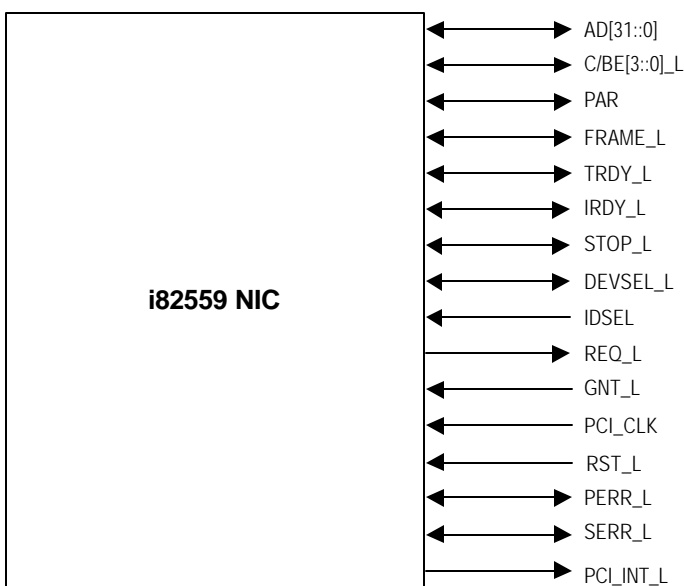 AD[31::0]
C/BE[3::0]_L
PAR
FRAME_L
TRDY_L
IRDY_L
STOP_L
DEVSEL_L
i82559 NIC
IDSEL
REQ_L
GNT_L
PCI_CLK
RST_L
PERR_L
SERR_L
PCI_INT_L